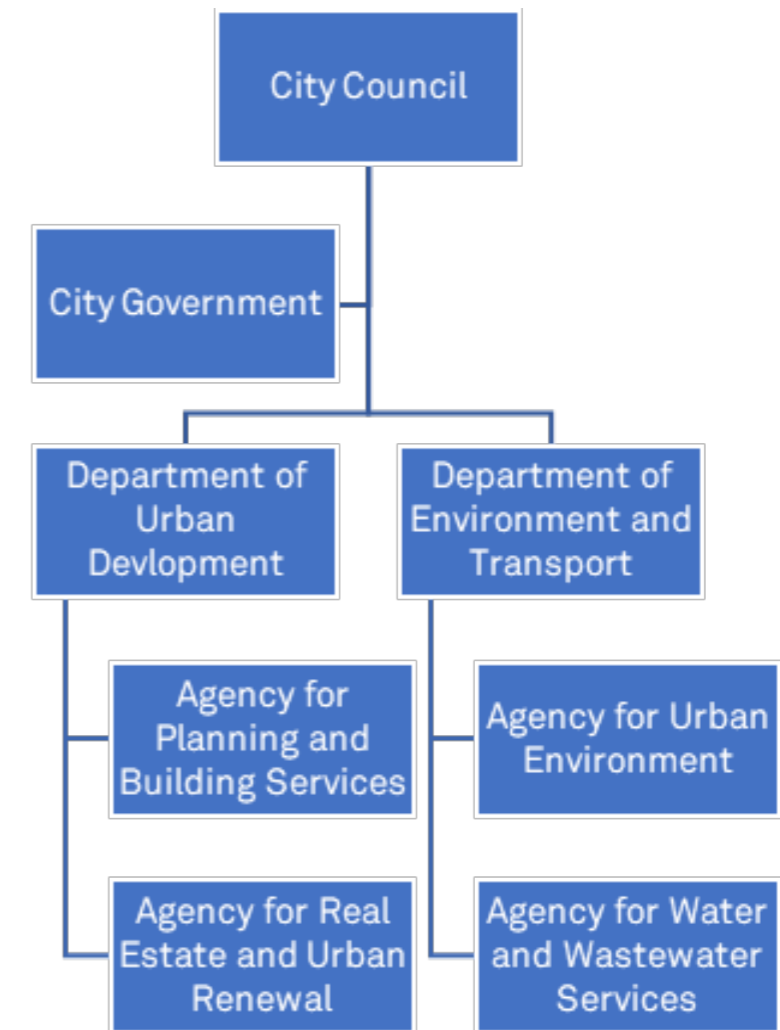 City Council
City Government
Department of
Urban
Devlopment
Department of
Environment and
Transport
Agency for
Planning and
Building Services
Agency for Urban
Environment
Agency for Real
Estate and Urban
Renewal
Agency for Water
and Wastewater
Services